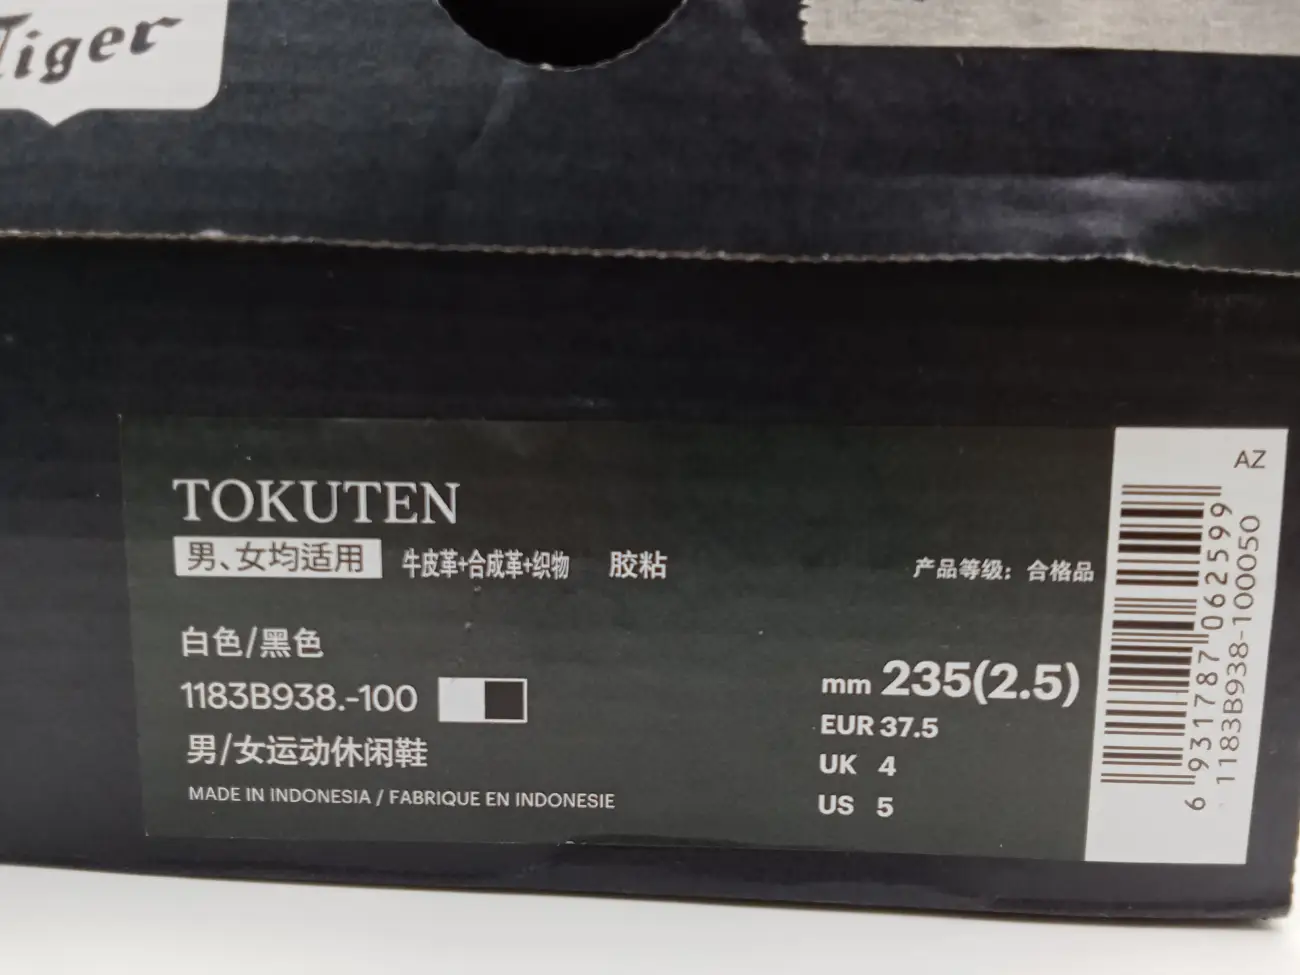 Tiger
TOKUTEN
男、女均适用 牛皮革+合成革+织物 胶粘 产品等级：合格品
白色/黑色
1183B938.-100
男/女运动休闲鞋
MADE IN INDONESIA / FABRIQUE EN INDONESIE
mm 235(2.5)
EUR 37.5
UK 4
US 5
AZ
6 931787 062599
1183B938-100050